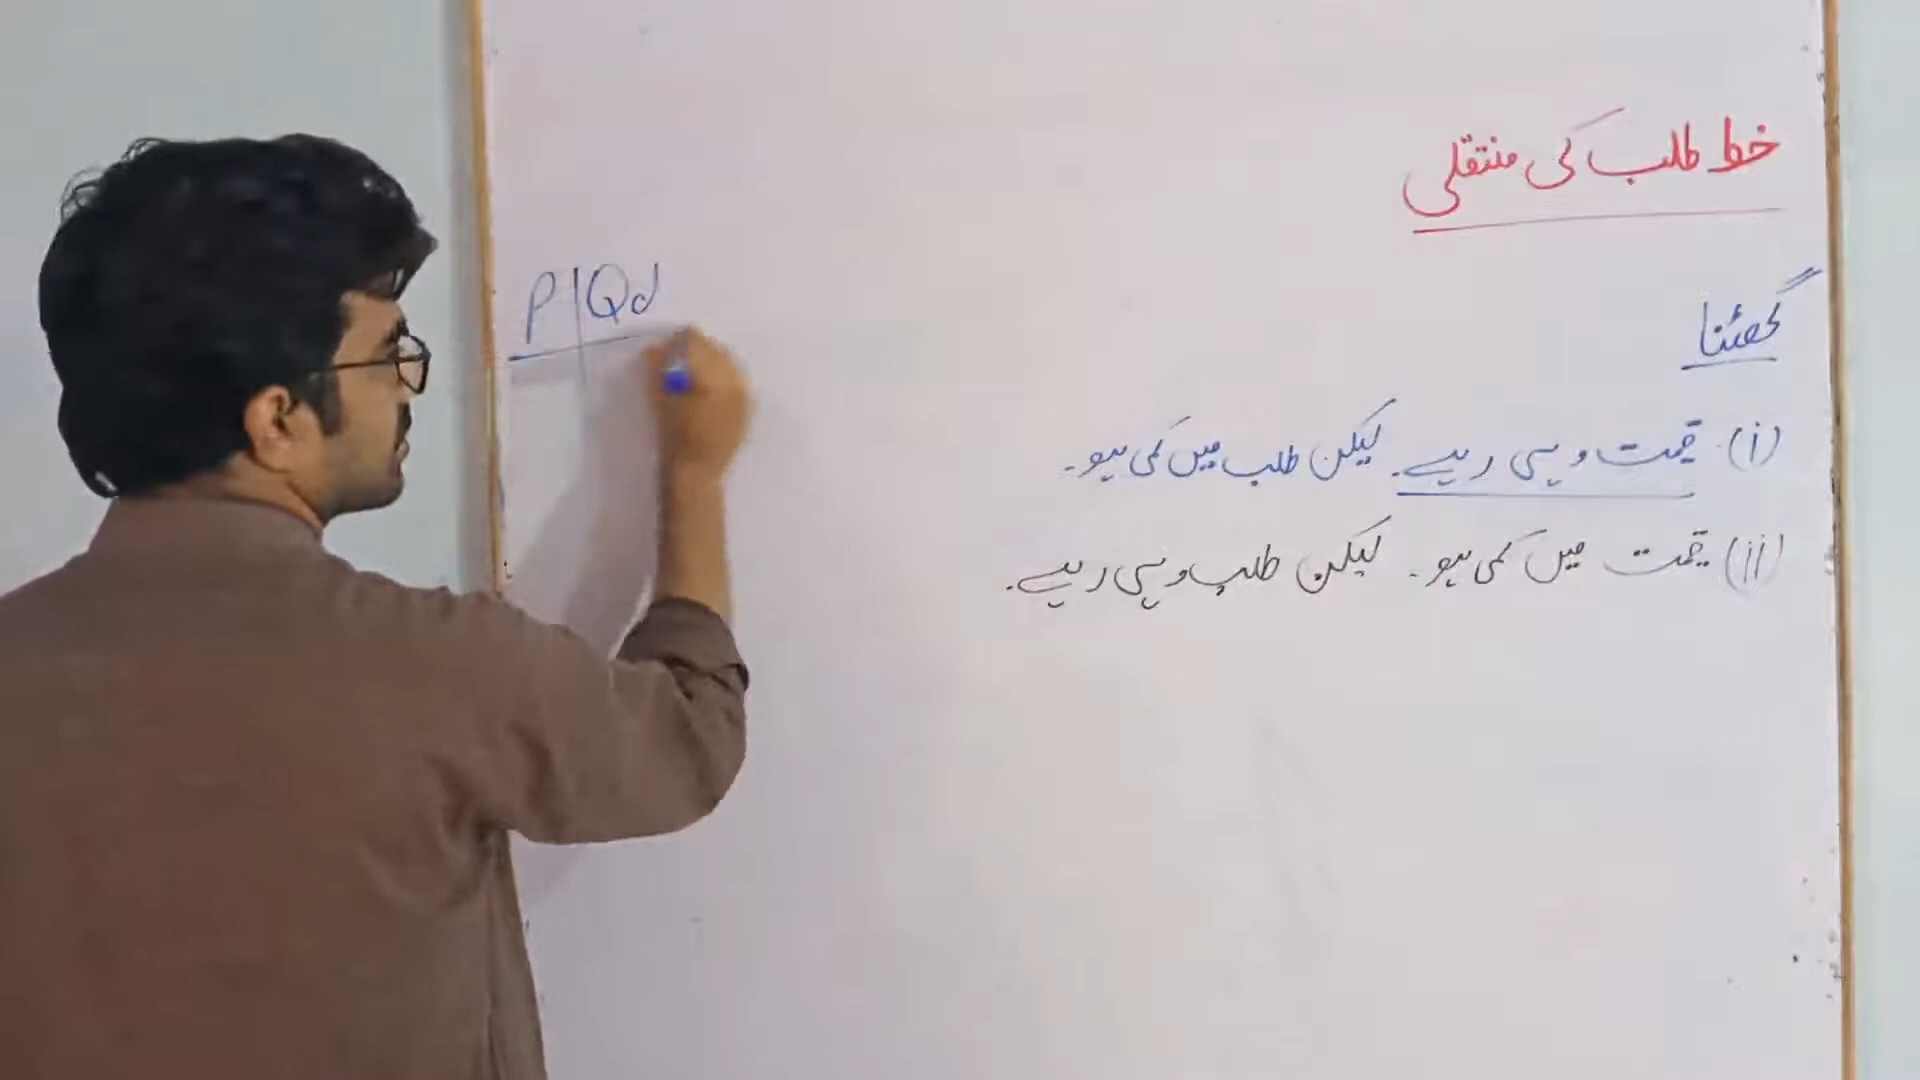 خط طلب کی منتقلی
گھٹنا
(i). قیمت وہی رہے۔ لیکن طلب میں کمی ہو۔
(ii) قیمت میں کمی ہو۔ لیکن طلب وہی رہے۔
P | Qd